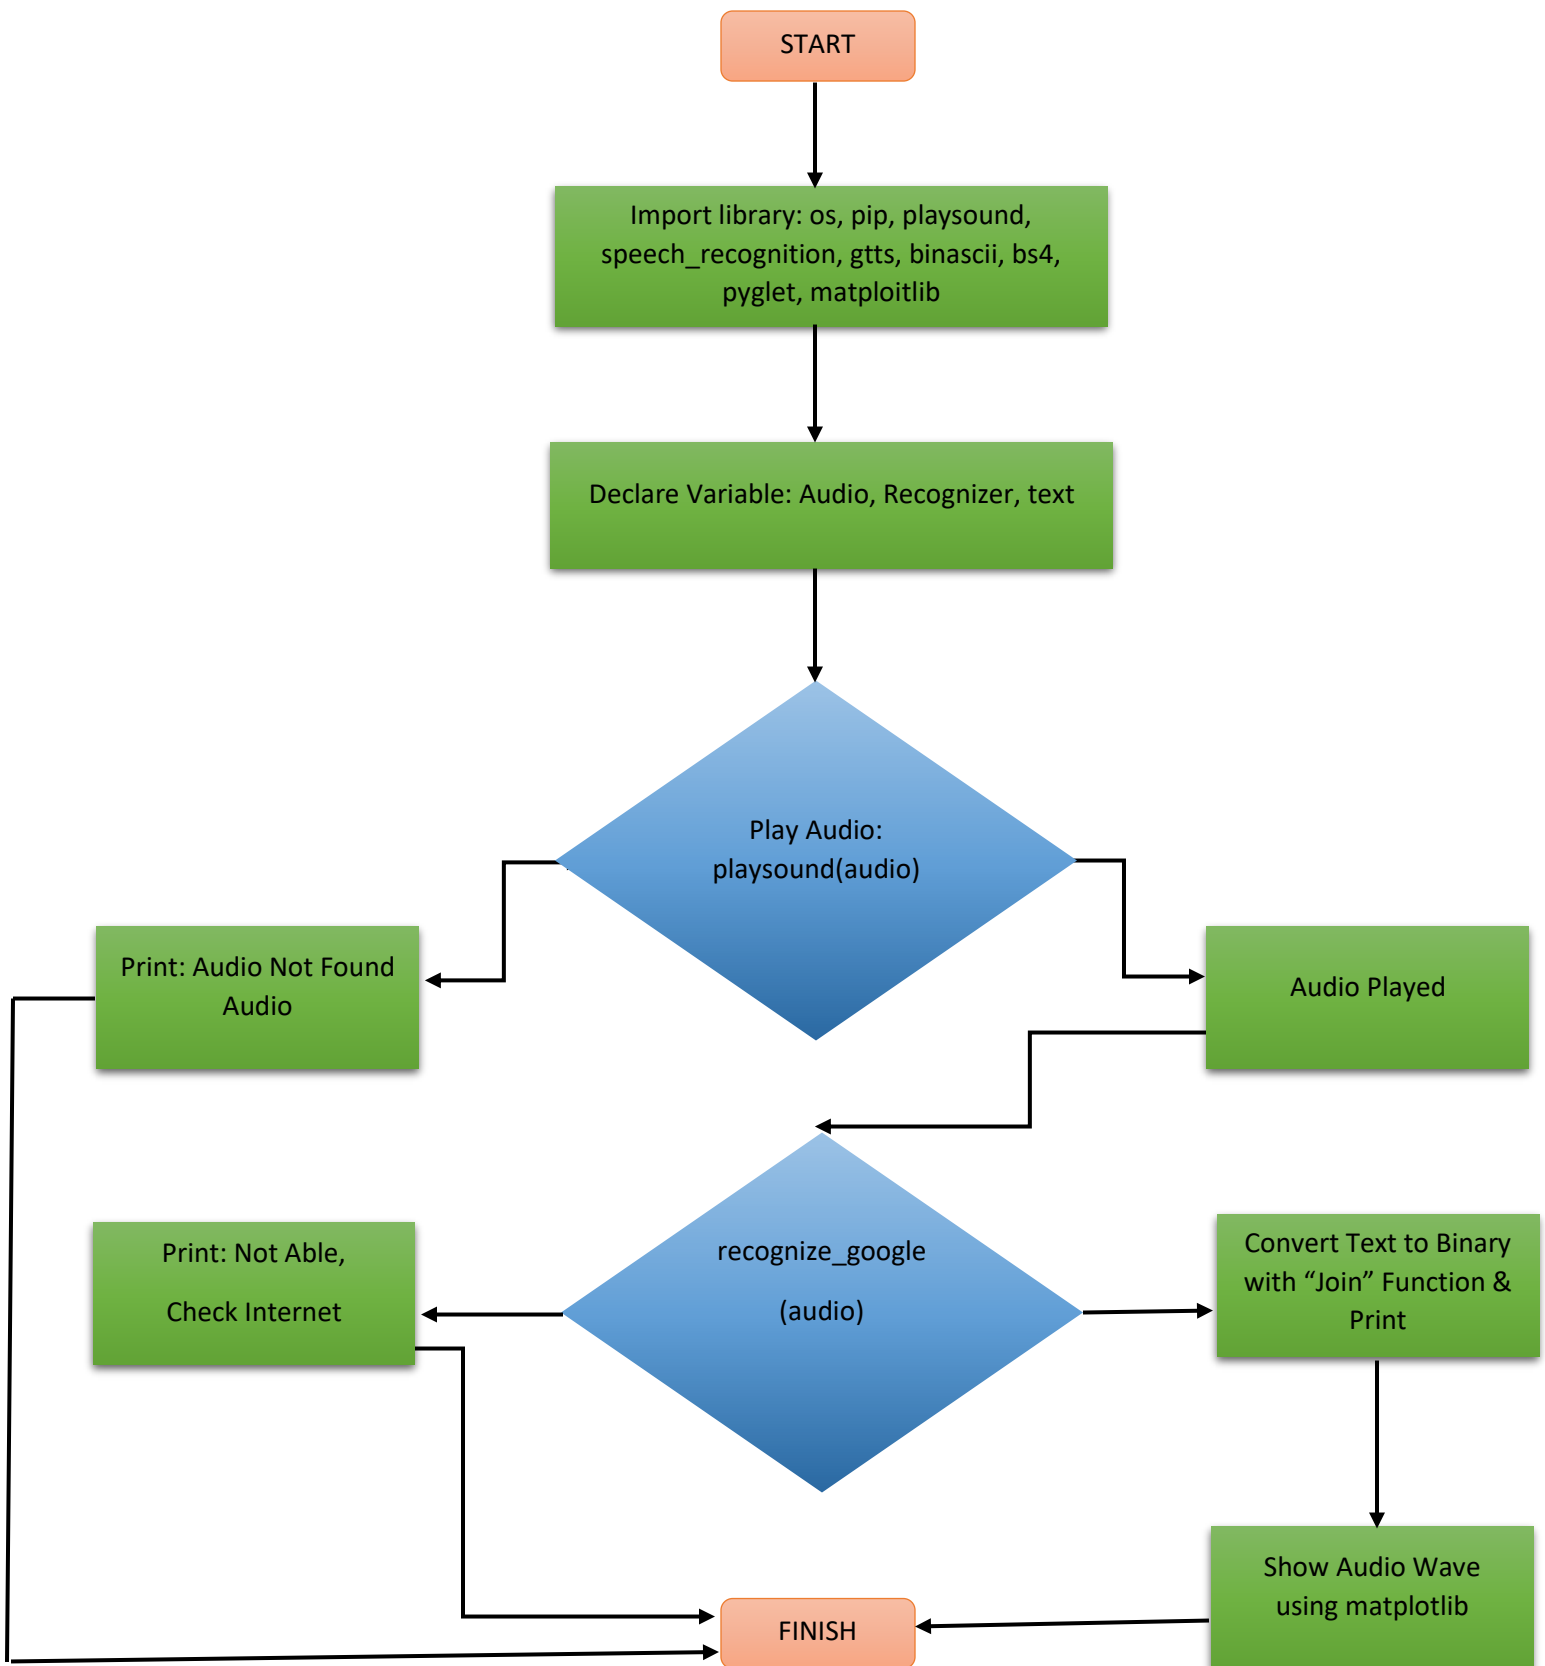 START
Import library: os, pip, playsound,
speech_recognition, gtts, binascii, bs4,
pyglet, matploitlib
Declare Variable: Audio, Recognizer, text
Play Audio:
playsound(audio)
Print: Audio Not Found
Audio
Audio Played
recognize_google
(audio)
Print: Not Able,
Check Internet
Convert Text to Binary
with “Join” Function &
Print
Show Audio Wave
using matplotlib
FINISH